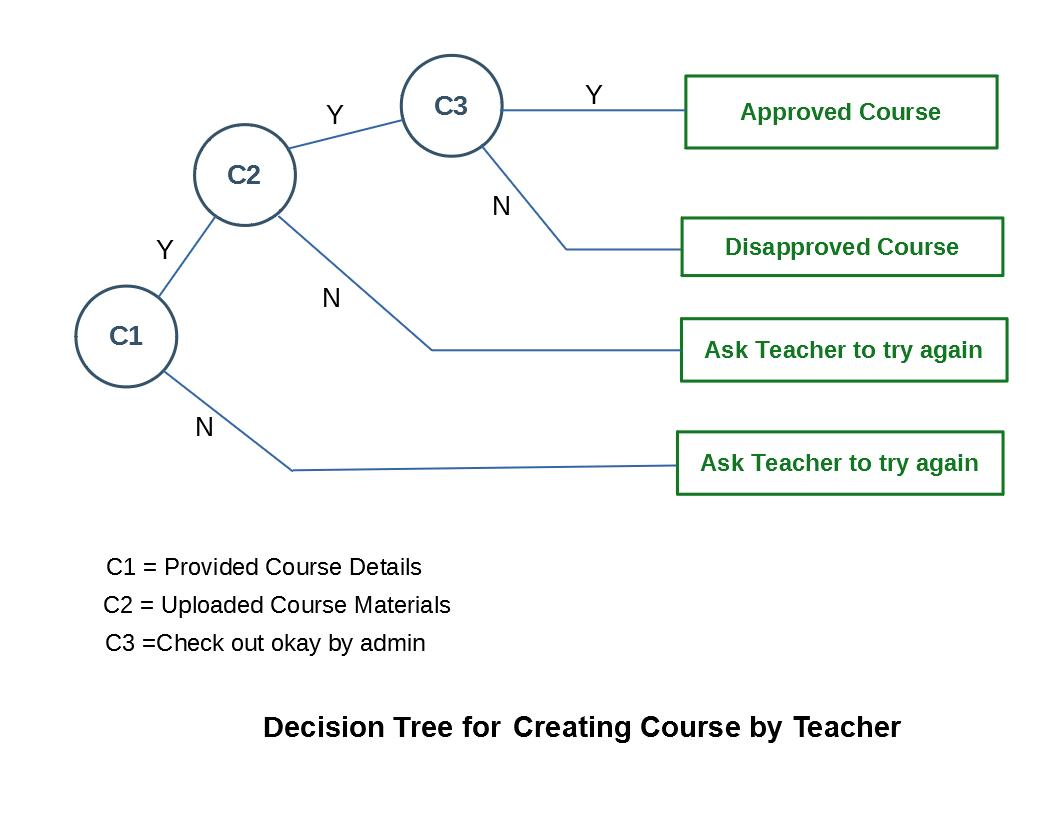 C3
Y
Approved Course
Y
C2
N
Disapproved Course
Y
N
C1
Ask Teacher to try again
N
Ask Teacher to try again
C1 = Provided Course Details
C2 = Uploaded Course Materials
C3 =Check out okay by admin
Decision Tree for Creating Course by Teacher